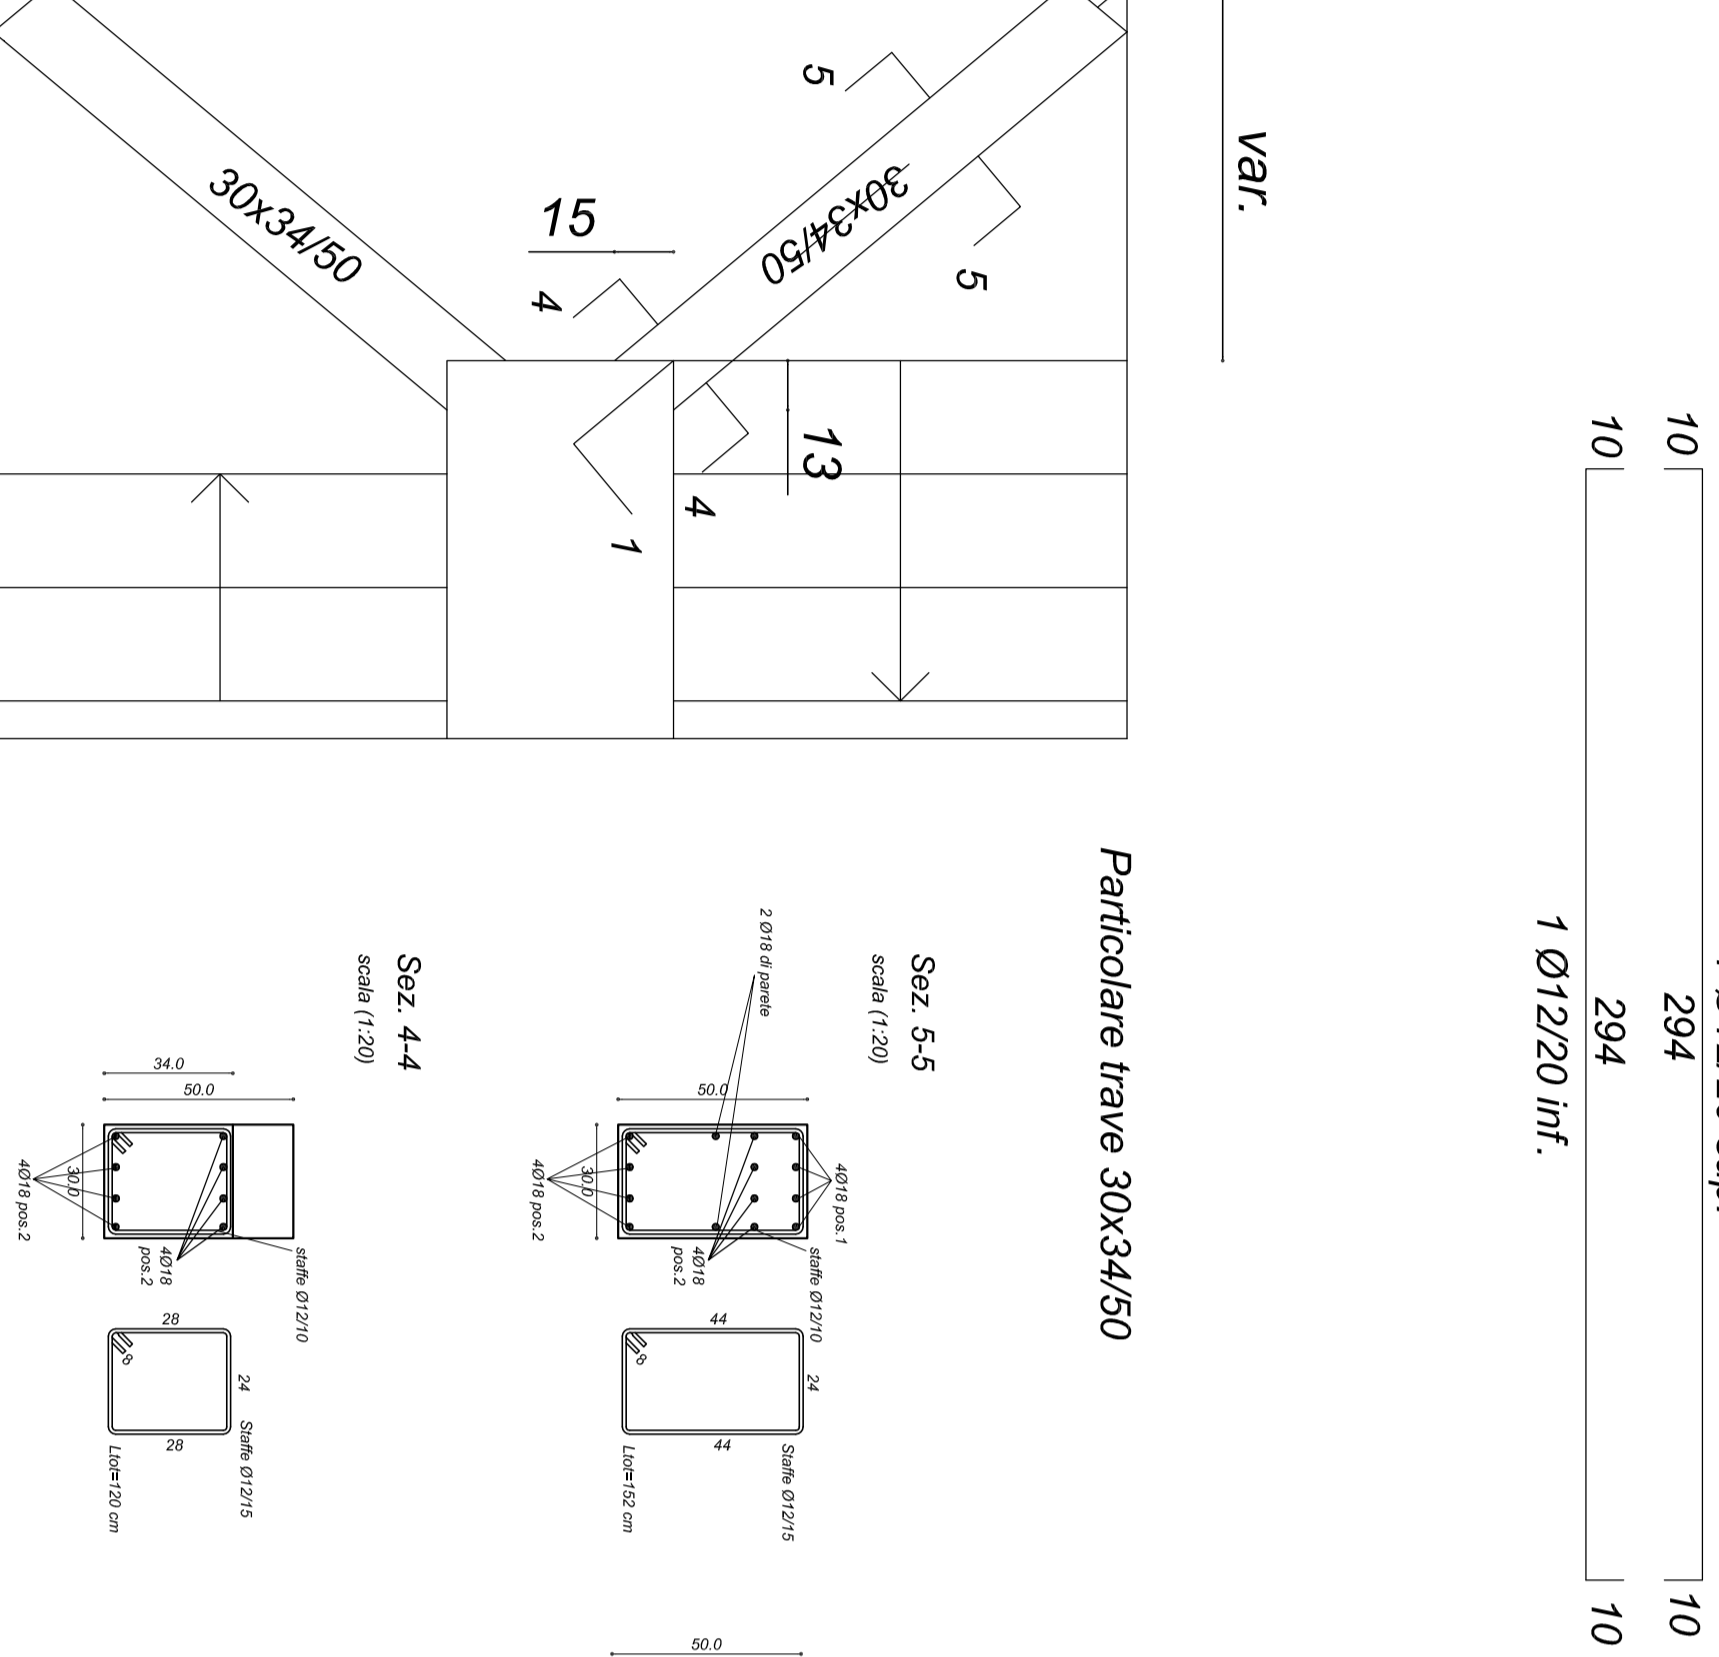 var.
5
5
30x34/50
30x34/50
15
4
13
4
1
10
10
294
294
10
10
1 Ø12/20 inf.
Particolare trave 30x34/50
Sez. 5-5
scala (1:20)
2 Ø18 di parete
50.0
30.0
4Ø18 pos.1
4Ø18 pos.2
4Ø18
pos.2
staffe Ø12/10
44
24
44
8
Staffe Ø12/15
Ltot=152 cm
50.0
Sez. 4-4
scala (1:20)
34.0
50.0
30.0
4Ø18 pos.2
4Ø18
pos.2
staffe Ø12/10
28
24
28
8
Staffe Ø12/15
Ltot=120 cm